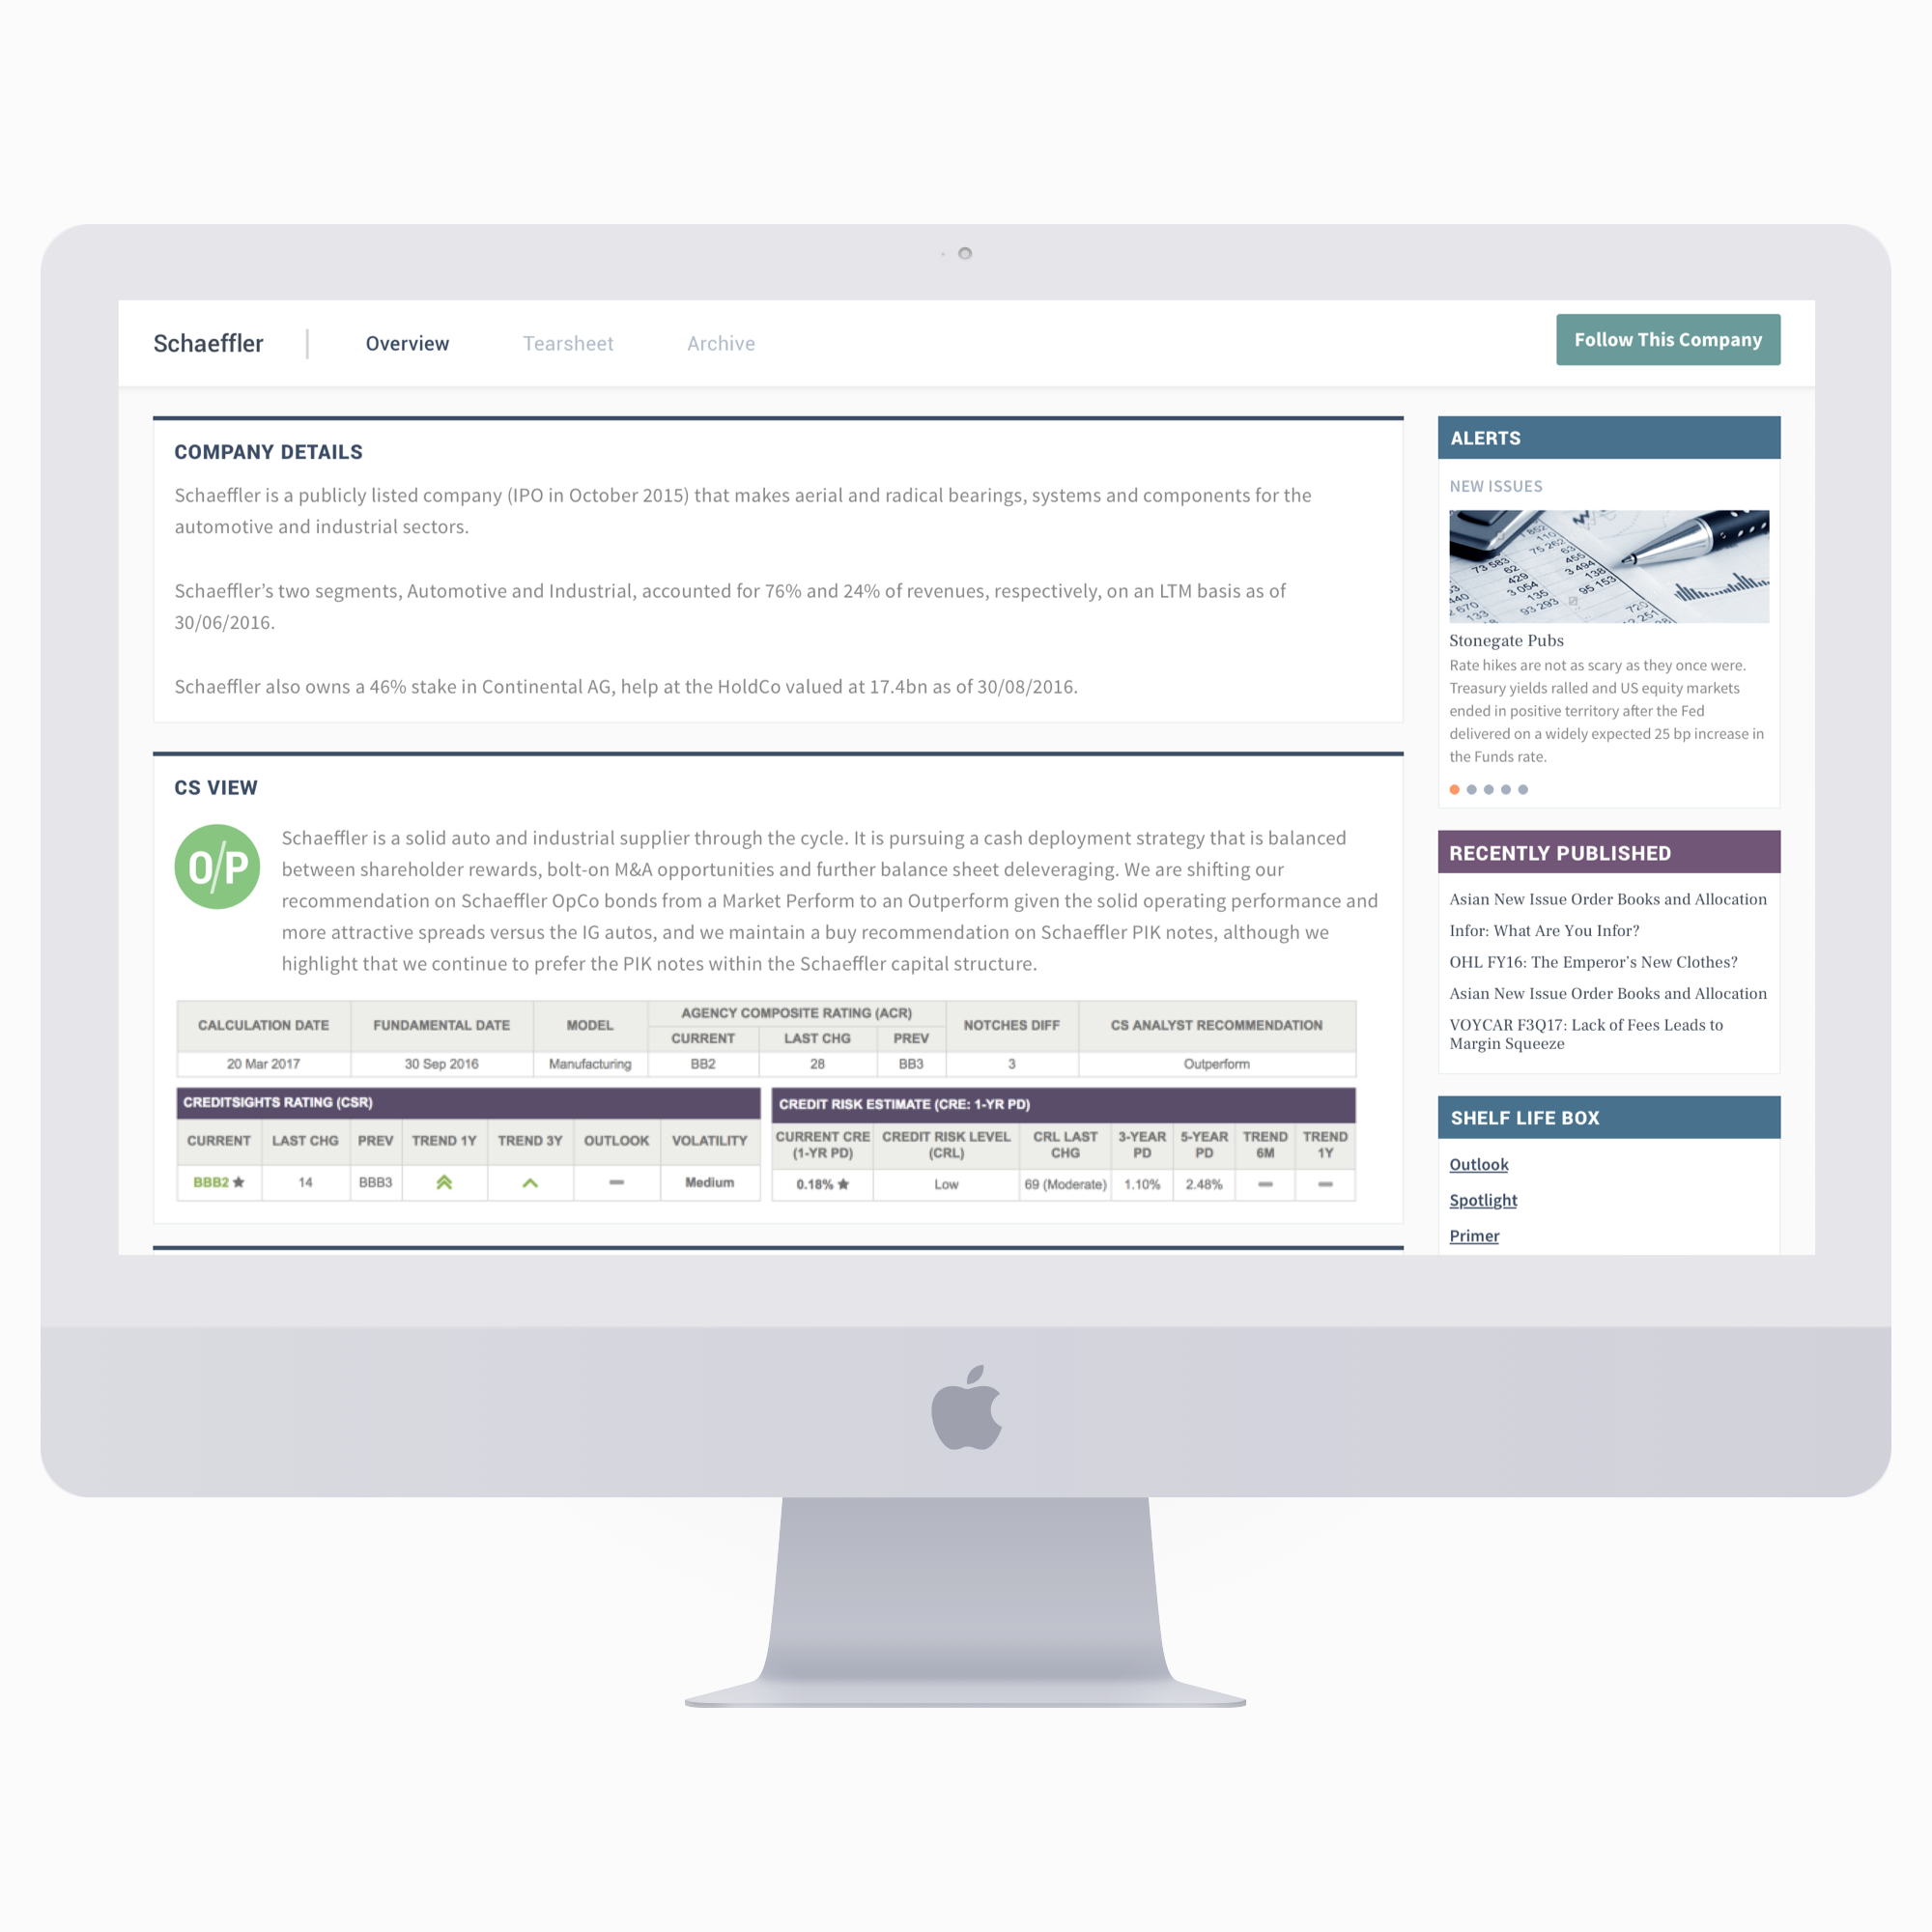 Schaeffler
Overview
Tearsheet
Archive
Follow This Company
COMPANY DETAILS
Schaeffler is a publicly listed company (IPO in October 2015) that makes aerial and radical bearings, systems and components for the
automotive and industrial sectors.
Schaeffler’s two segments, Automotive and Industrial, accounted for 76% and 24% of revenues, respectively, on an LTM basis as of
30/06/2016.
Schaeffler also owns a 46% stake in Continental AG, help at the HoldCo valued at 17.4bn as of 30/08/2016.
CS VIEW
O/P
Schaeffler is a solid auto and industrial supplier through the cycle. It is pursuing a cash deployment strategy that is balanced
between shareholder rewards, bolt-on M&A opportunities and further balance sheet deleveraging. We are shifting our
recommendation on Schaeffler OpCo bonds from a Market Perform to an Outperform given the solid operating performance and
more attractive spreads versus the IG autos, and we maintain a buy recommendation on Schaeffler PIK notes, although we
highlight that we continue to prefer the PIK notes within the Schaeffler capital structure.
CALCULATION DATE FUNDAMENTAL DATE MODEL AGENCY COMPOSITE RATING (ACR) NOTCHES DIFF CS ANALYST RECOMMENDATION
CURRENT LAST CHG PREV
20 Mar 2017 30 Sep 2016 Manufacturing BB2 28 BB3 3 Outperform
CREDITSIGHTS RATING (CSR)
CURRENT LAST CHG PREV TREND 1Y TREND 3Y OUTLOOK VOLATILITY
BBB2 ★ 14 BBB3 — Medium
CREDIT RISK ESTIMATE (CRE: 1-YR PD)
CURRENT CRE CREDIT RISK LEVEL CRL LAST 3-YEAR 5-YEAR TREND TREND
(1-YR PD) (CRL) CHG PD PD 6M 1Y
0.18% ★ Low 69 (Moderate) 1.10% 2.48% — —
ALERTS
NEW ISSUES
73 583
62
429
3 054
135
93 293
75 262
3 494
138
95 153
Stonegate Pubs
Rate hikes are not as scary as they once were.
Treasury yields ralled and US equity markets
ended in positive territory after the Fed
delivered on a widely expected 25 bp increase in
the Funds rate.
RECENTLY PUBLISHED
Asian New Issue Order Books and Allocation
Infor: What Are You Infor?
OHL FY16: The Emperor’s New Clothes?
Asian New Issue Order Books and Allocation
VOYCAR F3Q17: Lack of Fees Leads to
Margin Squeeze
SHELF LIFE BOX
Outlook
Spotlight
Primer